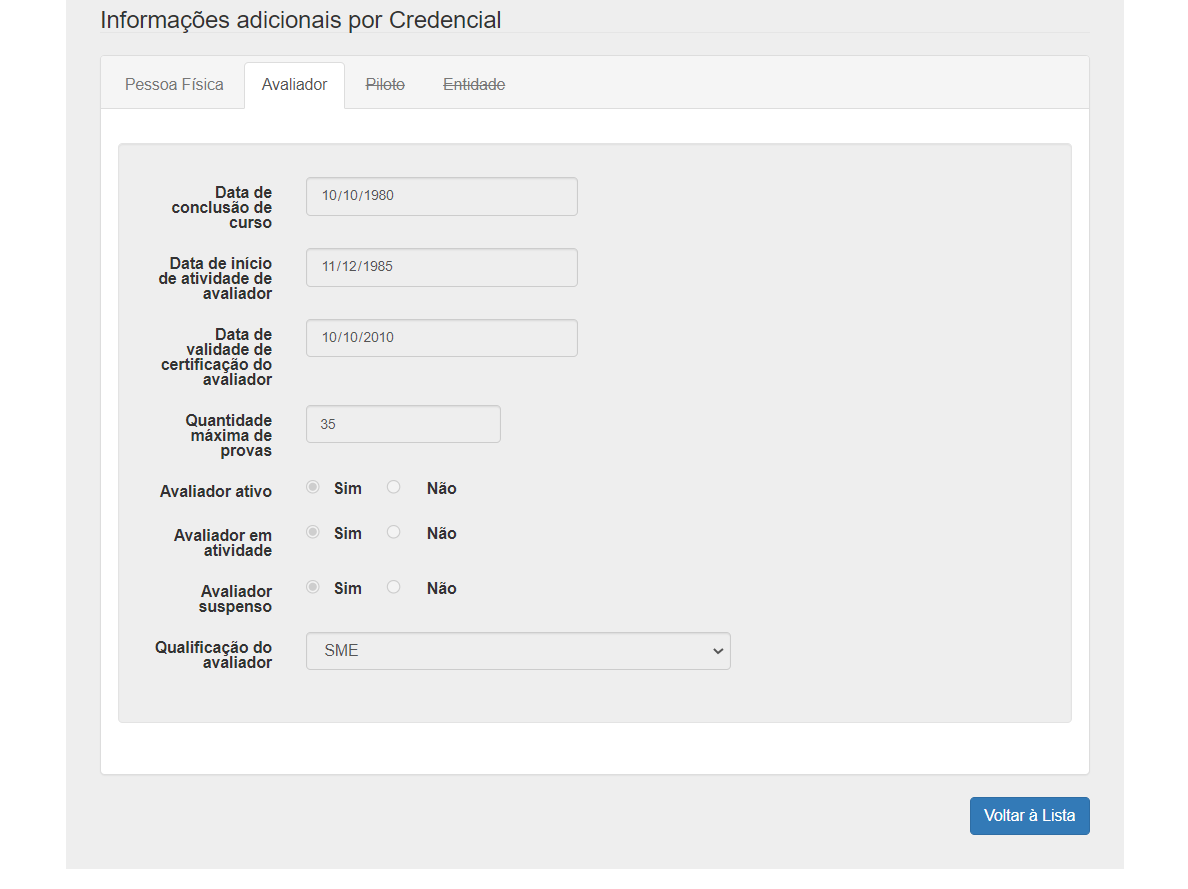 Informações adicionais por Credencial
Pessoa Física Avaliador Piloto Entidade
Data de
conclusão de
curso
10/10/1980
Data de início
de atividade de
avaliador
11/12/1985
Data de
validade de
certificação do
avaliador
10/10/2010
Quantidade
máxima de
provas
35
Avaliador ativo
Sim Não
Avaliador em
atividade
Sim Não
Avaliador
suspenso
Sim Não
Qualificação do
avaliador
SME
Voltar à Lista